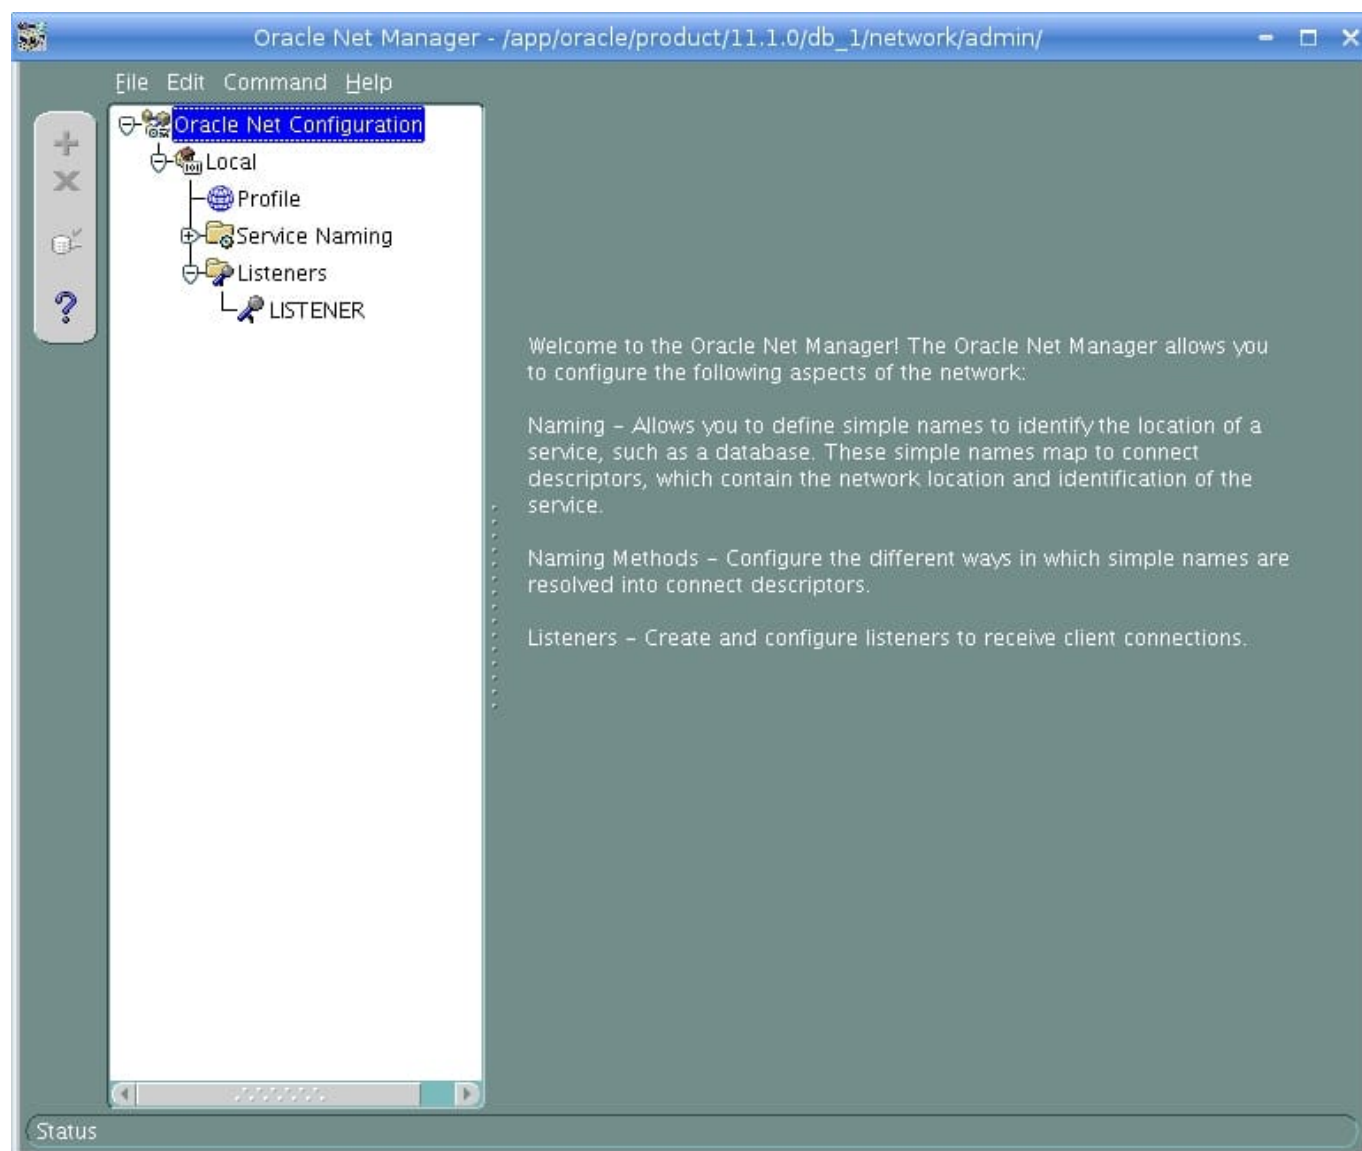 Oracle Net Manager - /app/oracle/product/11.1.0/db_1/network/admin/
File Edit Command Help
Oracle Net Configuration
Local
Profile
Service Naming
Listeners
LISTENER
Welcome to the Oracle Net Manager! The Oracle Net Manager allows you
to configure the following aspects of the network:
Naming – Allows you to define simple names to identify the location of a
service, such as a database. These simple names map to connect
descriptors, which contain the network location and identification of the
service.
Naming Methods – Configure the different ways in which simple names are
resolved into connect descriptors.
Listeners – Create and configure listeners to receive client connections.
Status